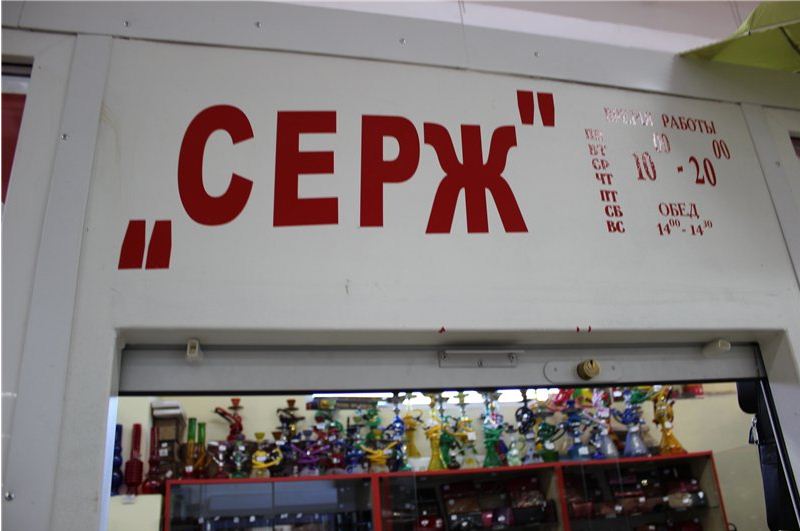 „СЕРЖ"
ВРЕМЯ РАБОТЫ
ПН
ВТ
СР
ЧТ
ПТ
СБ
ВС
10⁰⁰ - 20⁰⁰
ОБЕД
14⁰⁰ - 14³⁰